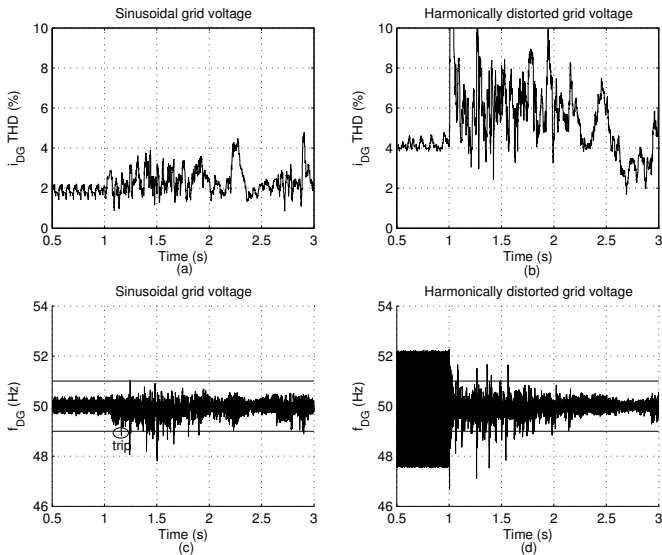 Sinusoidal grid voltage
10
8
6
4
2
0
i_DG THD (%)
0.5 1 1.5 2 2.5 3
Time (s)
(a)
Harmonically distorted grid voltage
10
8
6
4
2
0
i_DG THD (%)
0.5 1 1.5 2 2.5 3
Time (s)
(b)
Sinusoidal grid voltage
54
52
50
48
46
f_DG (Hz)
trip
0.5 1 1.5 2 2.5 3
Time (s)
(c)
Harmonically distorted grid voltage
54
52
50
48
46
f_DG (Hz)
0.5 1 1.5 2 2.5 3
Time (s)
(d)